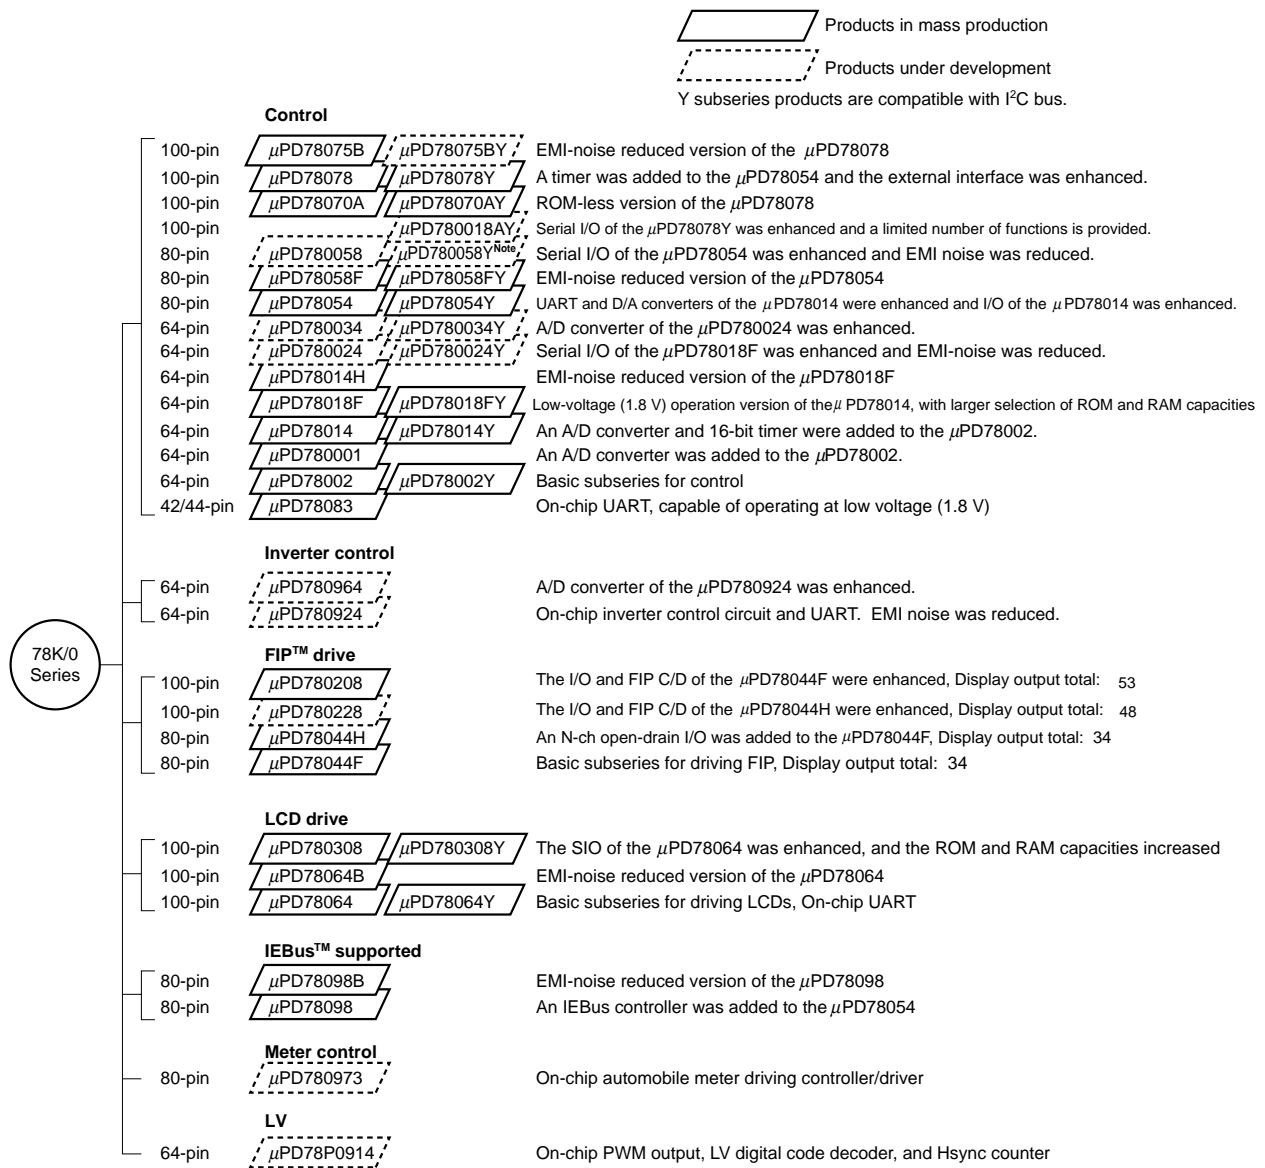 Products in mass production
Products under development
Y subseries products are compatible with I²C bus.
Control
100-pin μPD78075B μPD78075BY EMI-noise reduced version of the μPD78078
100-pin μPD78078 μPD78078Y A timer was added to the μPD78054 and the external interface was enhanced.
100-pin μPD78070A μPD78070AY ROM-less version of the μPD78078
100-pin μPD780018AY Serial I/O of the μPD78078Y was enhanced and a limited number of functions is provided.
80-pin μPD780058 μPD780058Y Note Serial I/O of the μPD78054 was enhanced and EMI noise was reduced.
80-pin μPD78058F μPD78058FY EMI-noise reduced version of the μPD78054
80-pin μPD78054 μPD78054Y UART and D/A converters of the μPD78014 were enhanced and I/O of the μPD78014 was enhanced.
64-pin μPD780034 μPD780034Y A/D converter of the μPD780024 was enhanced.
64-pin μPD780024 μPD780024Y Serial I/O of the μPD78018F was enhanced and EMI-noise was reduced.
64-pin μPD78014H EMI-noise reduced version of the μPD78018F
64-pin μPD78018F μPD78018FY Low-voltage (1.8 V) operation version of the μPD78014, with larger selection of ROM and RAM capacities
64-pin μPD78014 μPD78014Y An A/D converter and 16-bit timer were added to the μPD78002.
64-pin μPD780001 An A/D converter was added to the μPD78002.
64-pin μPD78002 μPD78002Y Basic subseries for control
42/44-pin μPD78083 On-chip UART, capable of operating at low voltage (1.8 V)
Inverter control
64-pin μPD780964 A/D converter of the μPD780924 was enhanced.
64-pin μPD780924 On-chip inverter control circuit and UART. EMI noise was reduced.
78K/0
Series
FIP™ drive
100-pin μPD780208 The I/O and FIP C/D of the μPD78044F were enhanced, Display output total: 53
100-pin μPD780228 The I/O and FIP C/D of the μPD78044H were enhanced, Display output total: 48
80-pin μPD78044H An N-ch open-drain I/O was added to the μPD78044F, Display output total: 34
80-pin μPD78044F Basic subseries for driving FIP, Display output total: 34
LCD drive
100-pin μPD780308 μPD780308Y The SIO of the μPD78064 was enhanced, and the ROM and RAM capacities increased
100-pin μPD78064B EMI-noise reduced version of the μPD78064
100-pin μPD78064 μPD78064Y Basic subseries for driving LCDs, On-chip UART
IEBus™ supported
80-pin μPD78098B EMI-noise reduced version of the μPD78098
80-pin μPD78098 An IEBus controller was added to the μPD78054
Meter control
80-pin μPD780973 On-chip automobile meter driving controller/driver
LV
64-pin μPD78P0914 On-chip PWM output, LV digital code decoder, and Hsync counter